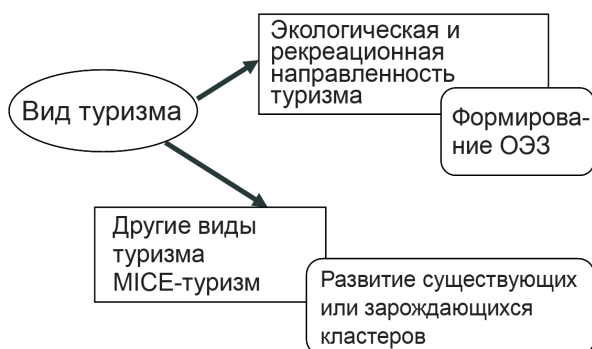 Экологическая и
рекреационная
направленность
туризма
Вид туризма
Формирова-
ние ОЭЗ
Другие виды
туризма
MICE-туризм
Развитие существующих
или зарождающихся
кластеров